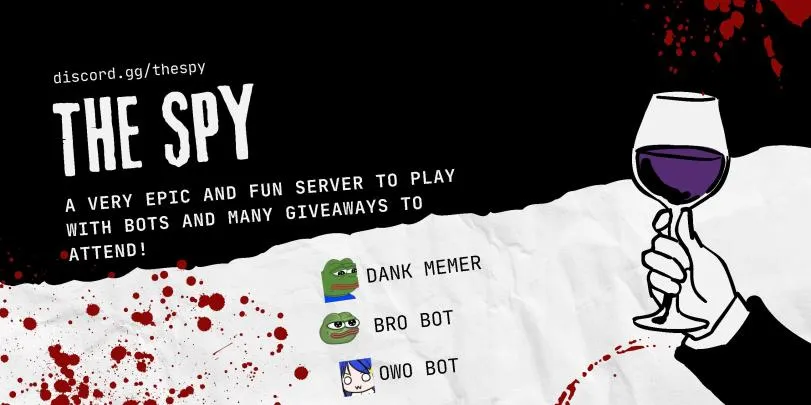 discord.gg/thespy
THE SPY
A VERY EPIC AND FUN SERVER TO PLAY
WITH BOTS AND MANY GIVEAWAYS TO
ATTEND!
DANK MEMER
BRO BOT
OWO BOT